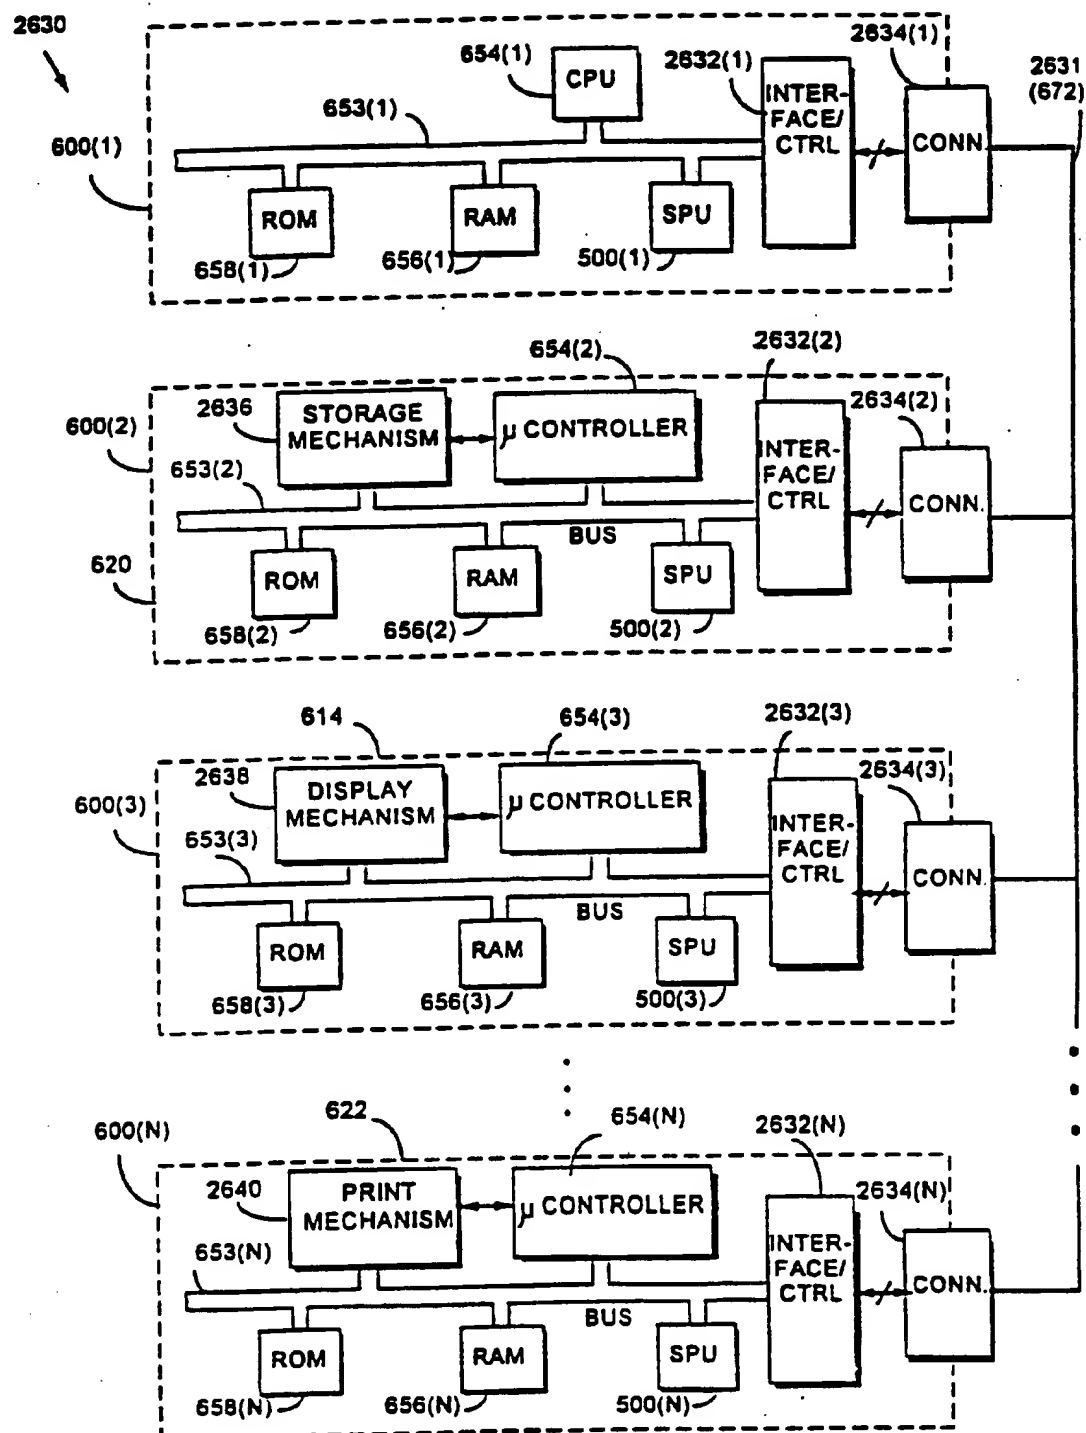 2630
654(1)
2632(1)
2634(1)
2631
(672)
CPU
INTER-
FACE/
CTRL
CONN.
653(1)
600(1)
ROM
RAM
SPU
658(1)
656(1)
500(1)
654(2)
2632(2)
2634(2)
600(2)
2636
STORAGE
MECHANISM
μ CONTROLLER
INTER-
FACE/
CTRL
CONN.
653(2)
BUS
620
ROM
RAM
SPU
658(2)
656(2)
500(2)
614
654(3)
2632(3)
2634(3)
600(3)
2638
DISPLAY
MECHANISM
μ CONTROLLER
INTER-
FACE/
CTRL
CONN.
653(3)
BUS
ROM
RAM
SPU
658(3)
656(3)
500(3)
622
654(N)
2632(N)
2634(N)
600(N)
2640
PRINT
MECHANISM
μ CONTROLLER
INTER-
FACE/
CTRL
CONN.
653(N)
BUS
ROM
RAM
SPU
658(N)
656(N)
500(N)